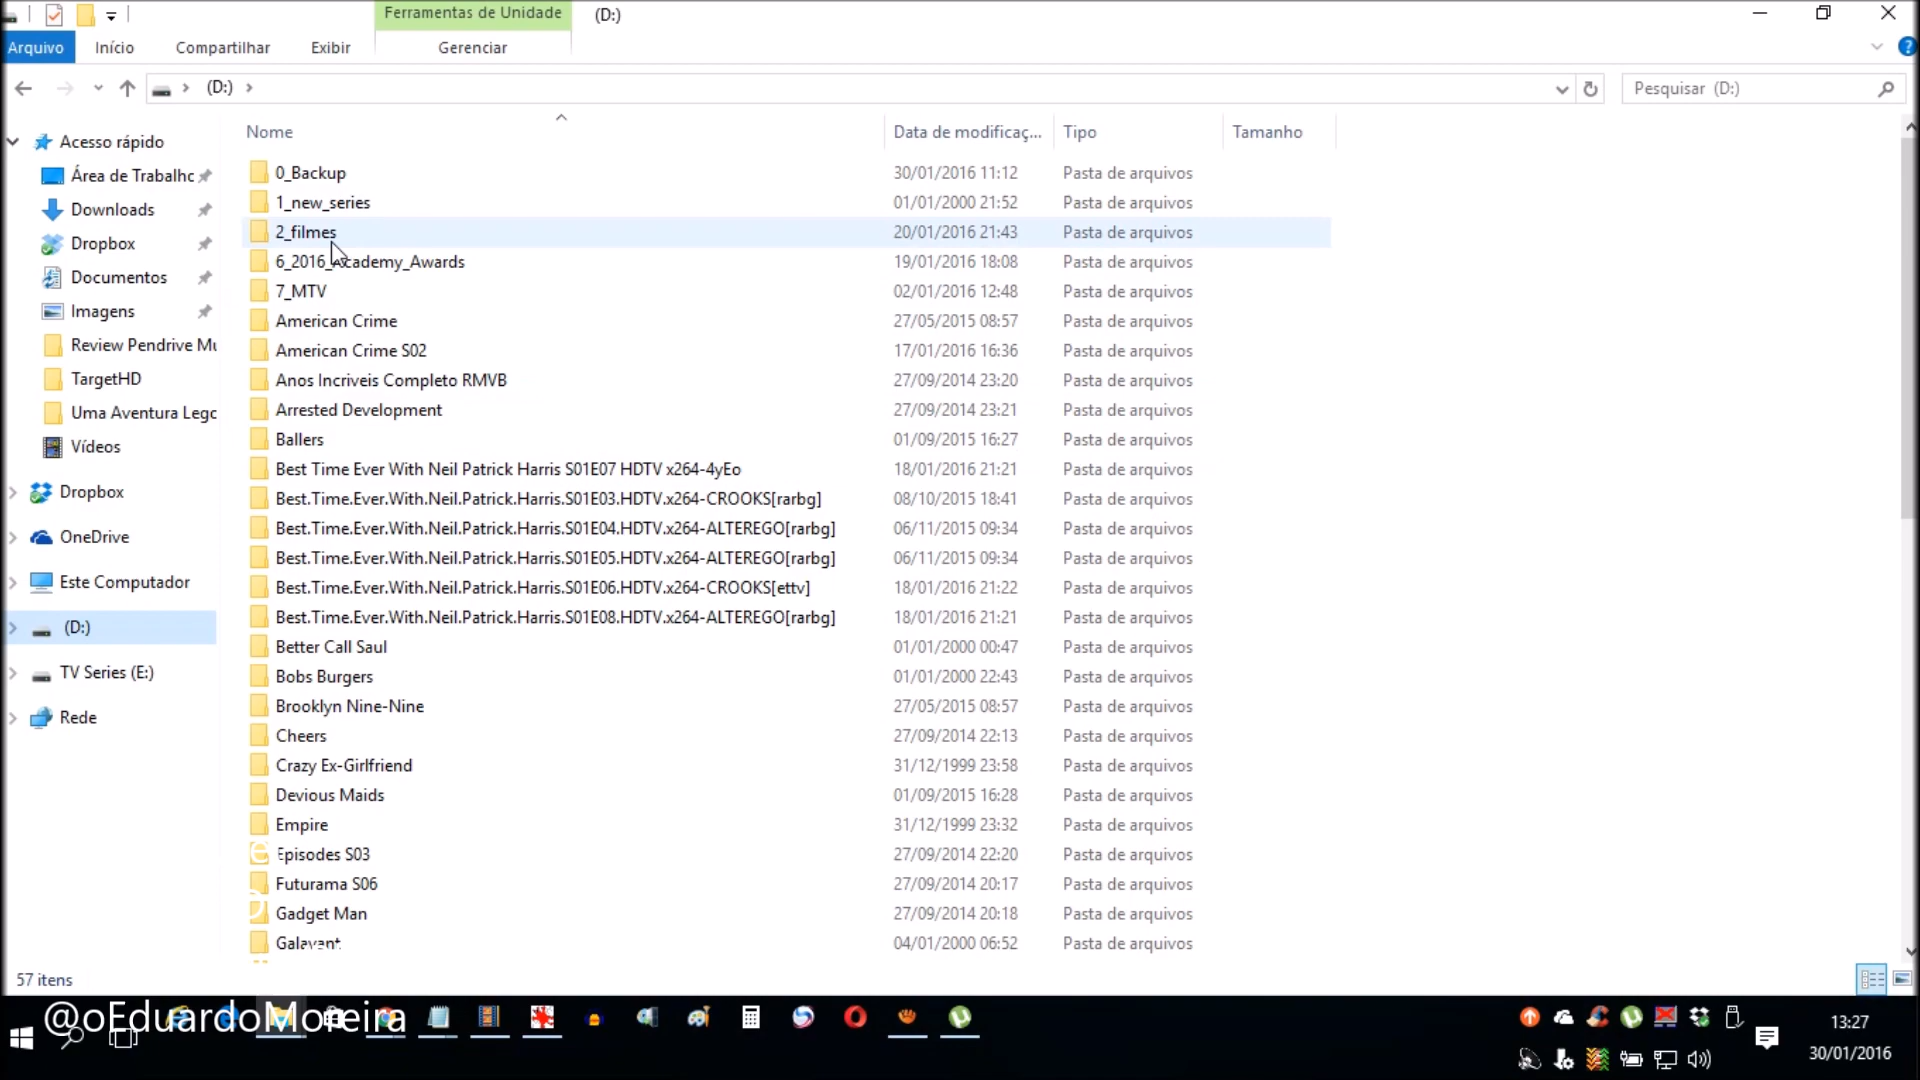 Ferramentas de Unidade (D:)
Arquivo Início Compartilhar Exibir Gerenciar
(D:) Pesquisar (D:)
Nome Data de modificaç... Tipo Tamanho
Acesso rápido
Área de Trabalhc
Downloads
Dropbox
Documentos
Imagens
Review Pendrive Mu
TargetHD
Uma Aventura Legc
Vídeos
Dropbox
OneDrive
Este Computador
(D:)
TV Series (E:)
Rede
0_Backup 30/01/2016 11:12 Pasta de arquivos
1_new_series 01/01/2000 21:52 Pasta de arquivos
2_filmes 20/01/2016 21:43 Pasta de arquivos
6_2016_Academy_Awards 19/01/2016 18:08 Pasta de arquivos
7_MTV 02/01/2016 12:48 Pasta de arquivos
American Crime 27/05/2015 08:57 Pasta de arquivos
American Crime S02 17/01/2016 16:36 Pasta de arquivos
Anos Incriveis Completo RMVB 27/09/2014 23:20 Pasta de arquivos
Arrested Development 27/09/2014 23:21 Pasta de arquivos
Ballers 01/09/2015 16:27 Pasta de arquivos
Best Time Ever With Neil Patrick Harris S01E07 HDTV x264-4yEo 18/01/2016 21:21 Pasta de arquivos
Best.Time.Ever.With.Neil.Patrick.Harris.S01E03.HDTV.x264-CROOKS[rarbg] 08/10/2015 18:41 Pasta de arquivos
Best.Time.Ever.With.Neil.Patrick.Harris.S01E04.HDTV.x264-ALTEREGO[rarbg] 06/11/2015 09:34 Pasta de arquivos
Best.Time.Ever.With.Neil.Patrick.Harris.S01E05.HDTV.x264-ALTEREGO[rarbg] 06/11/2015 09:34 Pasta de arquivos
Best.Time.Ever.With.Neil.Patrick.Harris.S01E06.HDTV.x264-CROOKS[ettv] 18/01/2016 21:22 Pasta de arquivos
Best.Time.Ever.With.Neil.Patrick.Harris.S01E08.HDTV.x264-ALTEREGO[rarbg] 18/01/2016 21:21 Pasta de arquivos
Better Call Saul 01/01/2000 00:47 Pasta de arquivos
Bobs Burgers 01/01/2000 22:43 Pasta de arquivos
Brooklyn Nine-Nine 27/05/2015 08:57 Pasta de arquivos
Cheers 27/09/2014 22:13 Pasta de arquivos
Crazy Ex-Girlfriend 31/12/1999 23:58 Pasta de arquivos
Devious Maids 01/09/2015 16:28 Pasta de arquivos
Empire 31/12/1999 23:32 Pasta de arquivos
Episodes S03 27/09/2014 22:20 Pasta de arquivos
Futurama S06 27/09/2014 20:17 Pasta de arquivos
Gadget Man 27/09/2014 20:18 Pasta de arquivos
Galavant 04/01/2000 06:52 Pasta de arquivos
57 itens
@oEduardoMoreira
13:27
30/01/2016